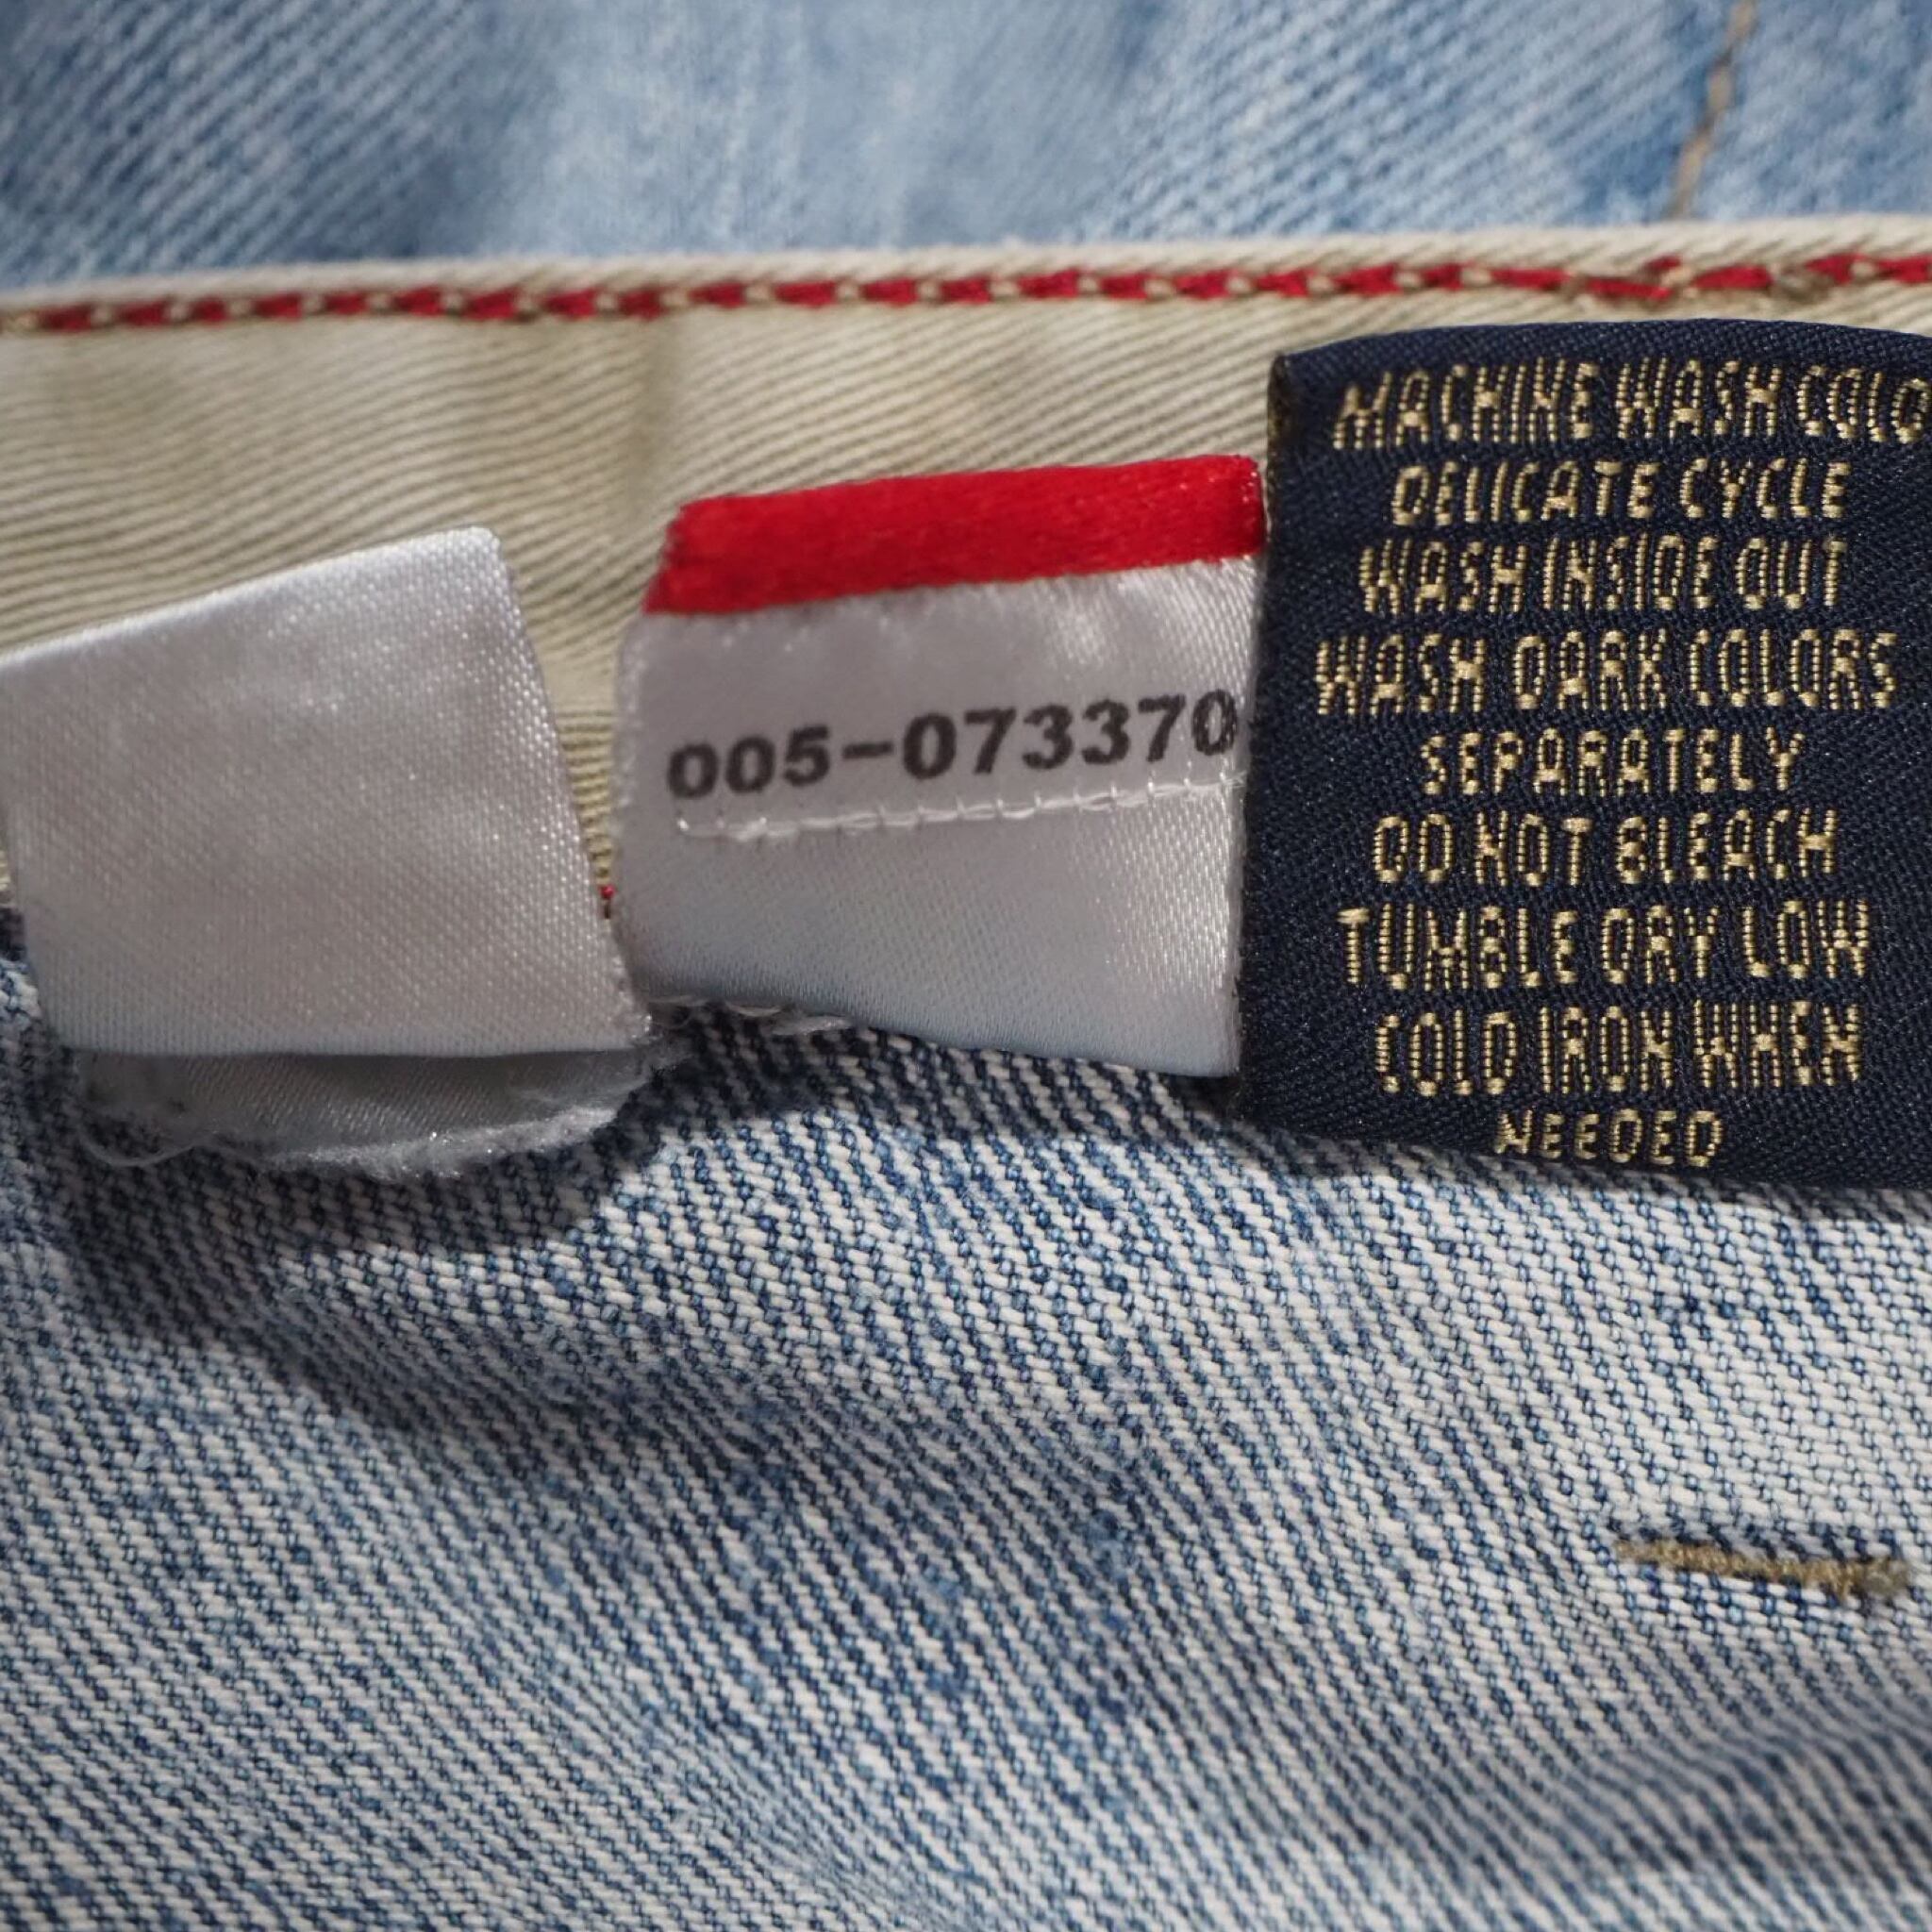 005-073370
MACHINE WASH COLD
DELICATE CYCLE
WASH INSIDE OUT
WASH DARK COLORS
SEPARATELY
DO NOT BLEACH
TUMBLE DRY LOW
COLD IRON WHEN
NEEDED